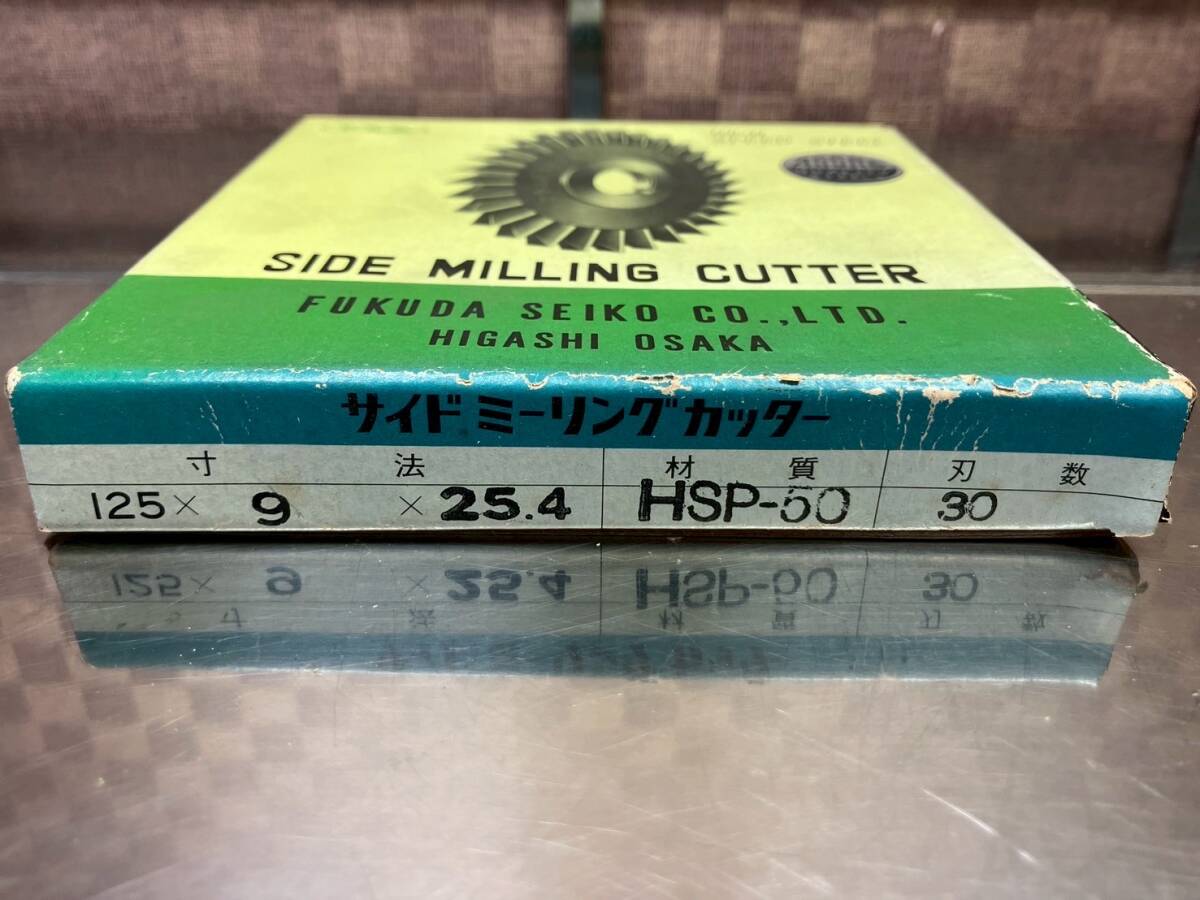 SIDE MILLING CUTTER
FUKUDA SEIKO CO.,LTD.
HIGASHI OSAKA
サイドミーリングカッター
寸 法 材 質 刃 数
125× 9 ×25.4 HSP-50 30